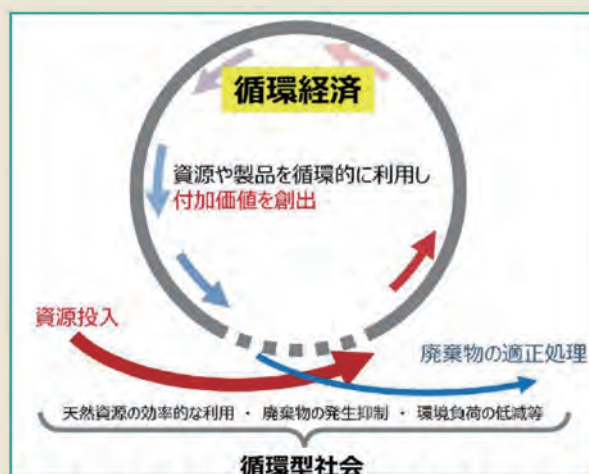 循環経済
資源や製品を循環的に利用し
付加価値を創出
資源投入
廃棄物の適正処理
天然資源の効率的な利用 ・ 廃棄物の発生抑制 ・ 環境負荷の低減等
循環型社会